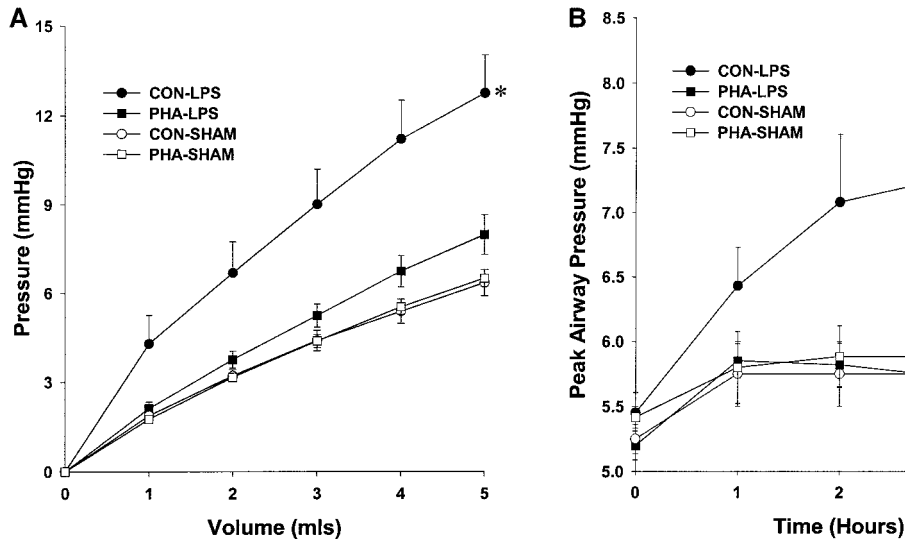 A
15
12
9
6
3
0
Pressure (mmHg)
CON-LPS
PHA-LPS
CON-SHAM
PHA-SHAM
*
0 1 2 3 4 5
Volume (mls)
B
8.5
8.0
7.5
7.0
6.5
6.0
5.5
5.0
Peak Airway Pressure (mmHg)
CON-LPS
PHA-LPS
CON-SHAM
PHA-SHAM
0 1 2
Time (Hours)